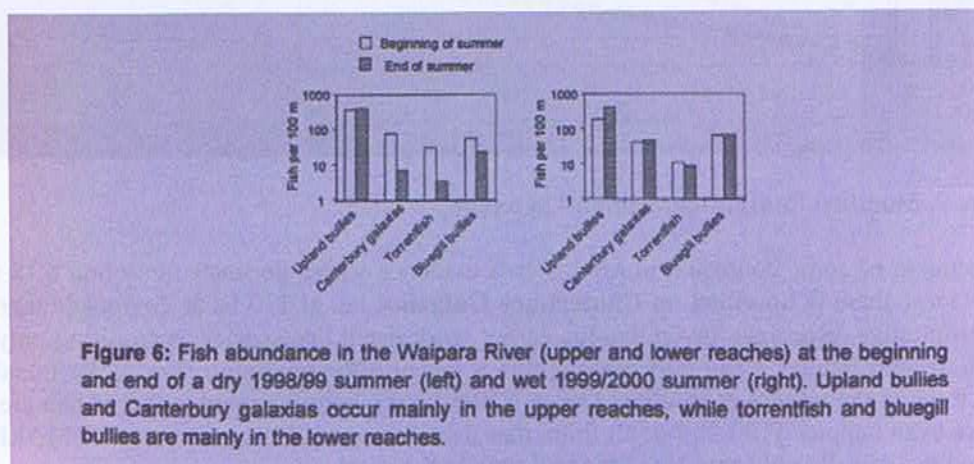 Beginning of summer
End of summer
Fish per 100 m
1000
100
10
1
Upland bullies
Canterbury galaxias
Torrentfish
Bluegill bullies
Fish per 100 m
1000
100
10
1
Upland bullies
Canterbury galaxias
Torrentfish
Bluegill bullies
Figure 6: Fish abundance in the Waipara River (upper and lower reaches) at the beginning
and end of a dry 1998/99 summer (left) and wet 1999/2000 summer (right). Upland bullies
and Canterbury galaxias occur mainly in the upper reaches, while torrentfish and bluegill
bullies are mainly in the lower reaches.